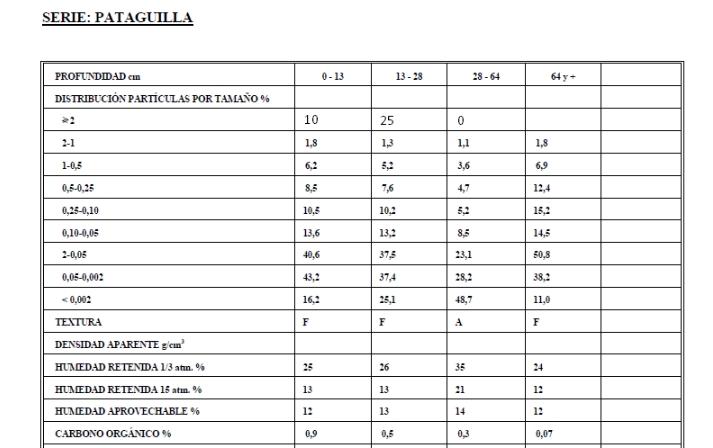 SERIE: PATAGUILLA
PROFUNDIDAD cm 0 - 13 13 - 28 28 - 64 64 y +
DISTRIBUCIÓN PARTÍCULAS POR TAMAÑO %
≥ 2 10 25 0
2-1 1,8 1,3 1,1 1,8
1-0,5 6,2 5,2 3,6 6,9
0,5-0,25 8,5 7,6 4,7 12,4
0,25-0,10 10,5 10,2 5,2 15,2
0,10-0,05 13,6 13,2 8,5 14,5
2-0,05 40,6 37,5 23,1 50,8
0,05-0,002 43,2 37,4 28,2 38,2
< 0,002 16,2 25,1 48,7 11,0
TEXTURA F F A F
DENSIDAD APARENTE g/cm³
HUMEDAD RETENIDA 1/3 atm. % 25 26 35 24
HUMEDAD RETENIDA 15 atm. % 13 13 21 12
HUMEDAD APROVECHABLE % 12 13 14 12
CARBONO ORGÁNICO % 0,9 0,5 0,3 0,07